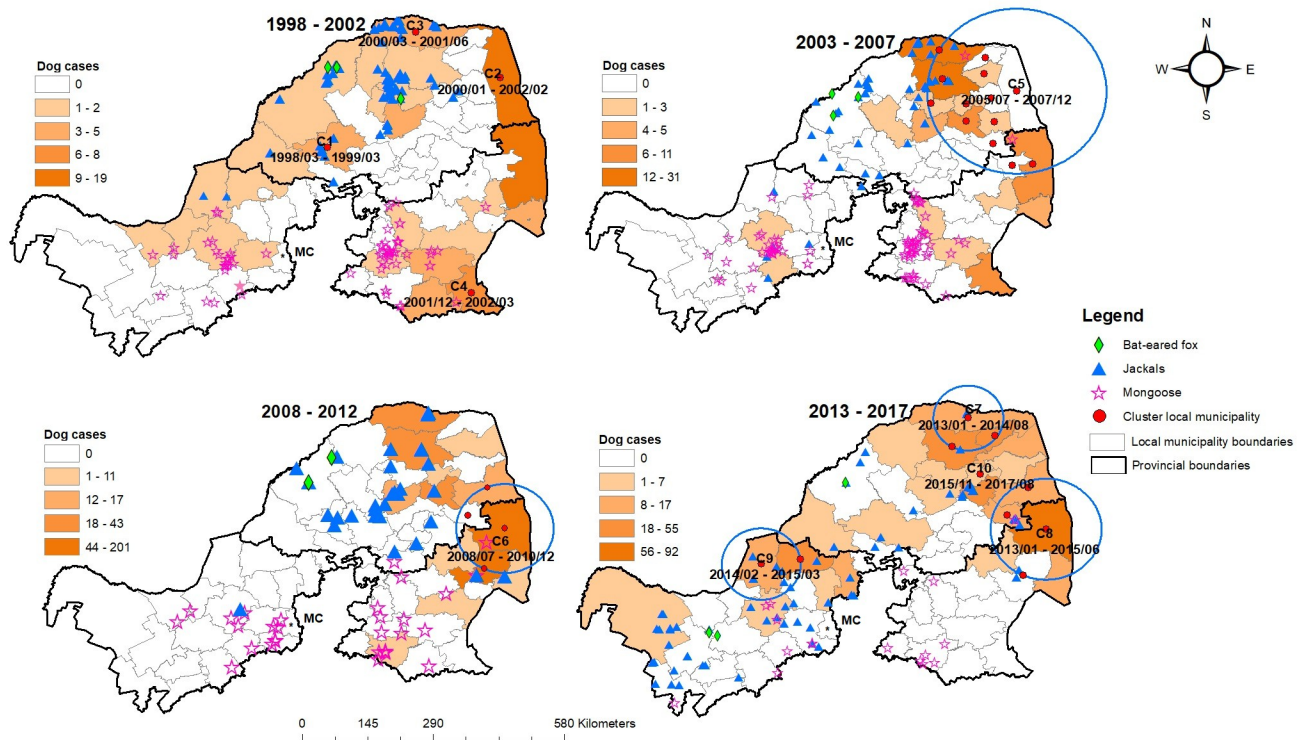 1998 - 2002
Dog cases
0
1 - 2
3 - 5
6 - 8
9 - 19
C3
2000/03 - 2001/06
C2
2000/01 - 2002/02
C1
1998/03 - 1999/03
MC
C4
2001/12 - 2002/03
2003 - 2007
Dog cases
0
1 - 3
4 - 5
6 - 11
12 - 31
C5
2005/07 - 2007/12
MC
N
W E
S
Legend
Bat-eared fox
Jackals
Mongoose
Cluster local municipality
Local municipality boundaries
Provincial boundaries
2008 - 2012
Dog cases
0
1 - 11
12 - 17
18 - 43
44 - 201
C6
2008/07 - 2010/12
MC
2013 - 2017
Dog cases
0
1 - 7
8 - 17
18 - 55
56 - 92
C7
2013/01 - 2014/08
C10
2015/11 - 2017/08
C8
2013/01 - 2015/06
C9
2014/02 - 2015/03
MC
0 145 290 580 Kilometers